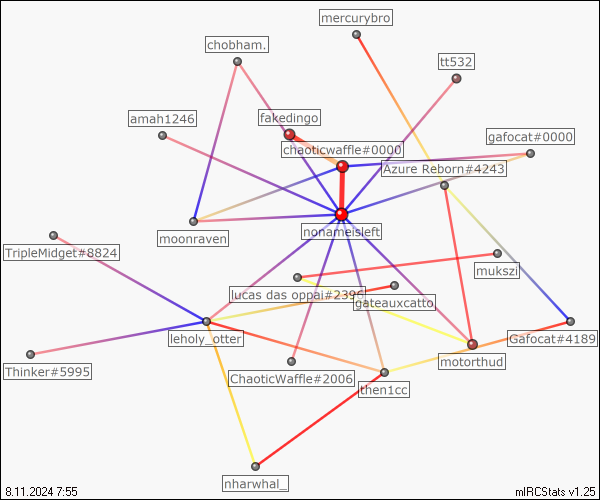 mercurybro
chobham.
tt532
amah1246
fakedingo
gafocat#0000
chaoticwaffle#0000
Azure Reborn#4243
nonameisleft
moonraven
TripleMidget#8824
mukszi
lucas das oppai#2396
gateauxcatto
leholy_otter
Gafocat#4189
motorthud
Thinker#5995
ChaoticWaffle#2006
then1cc
nharwhal_
8.11.2024 7:55
mIRCStats v1.25